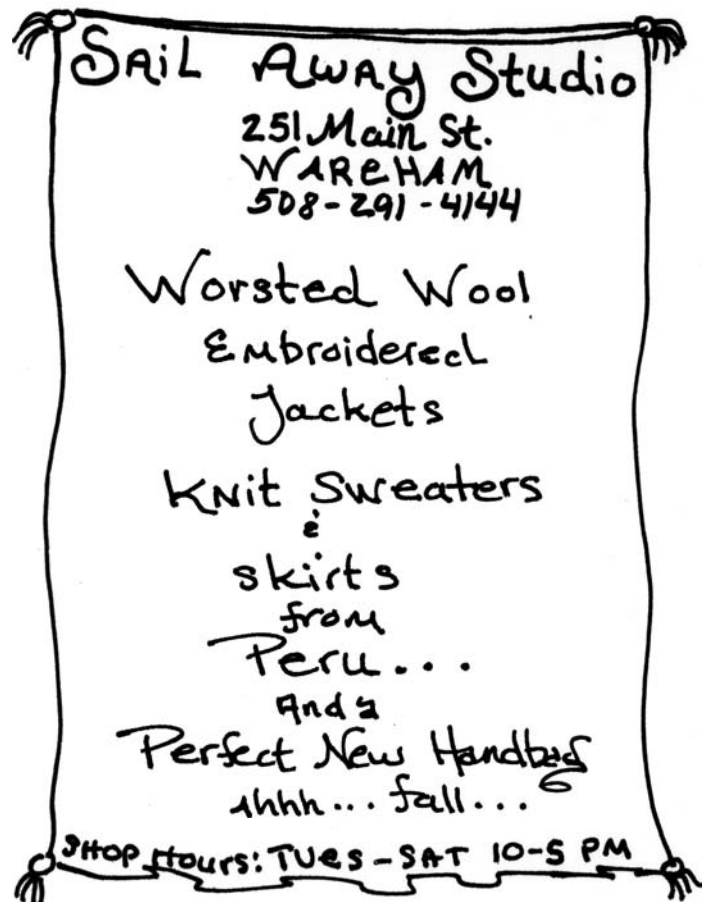 SAiL AWAY Studio
251 Main St.
WAREHAM
508-291-4144
Worsted Wool
Embroidered
Jackets
KNit Sweaters
&
skirts
from
Peru...
And a
Perfect New Handbag
Ahhh... fall...
SHOP Hours: TUES - SAT 10-5 PM